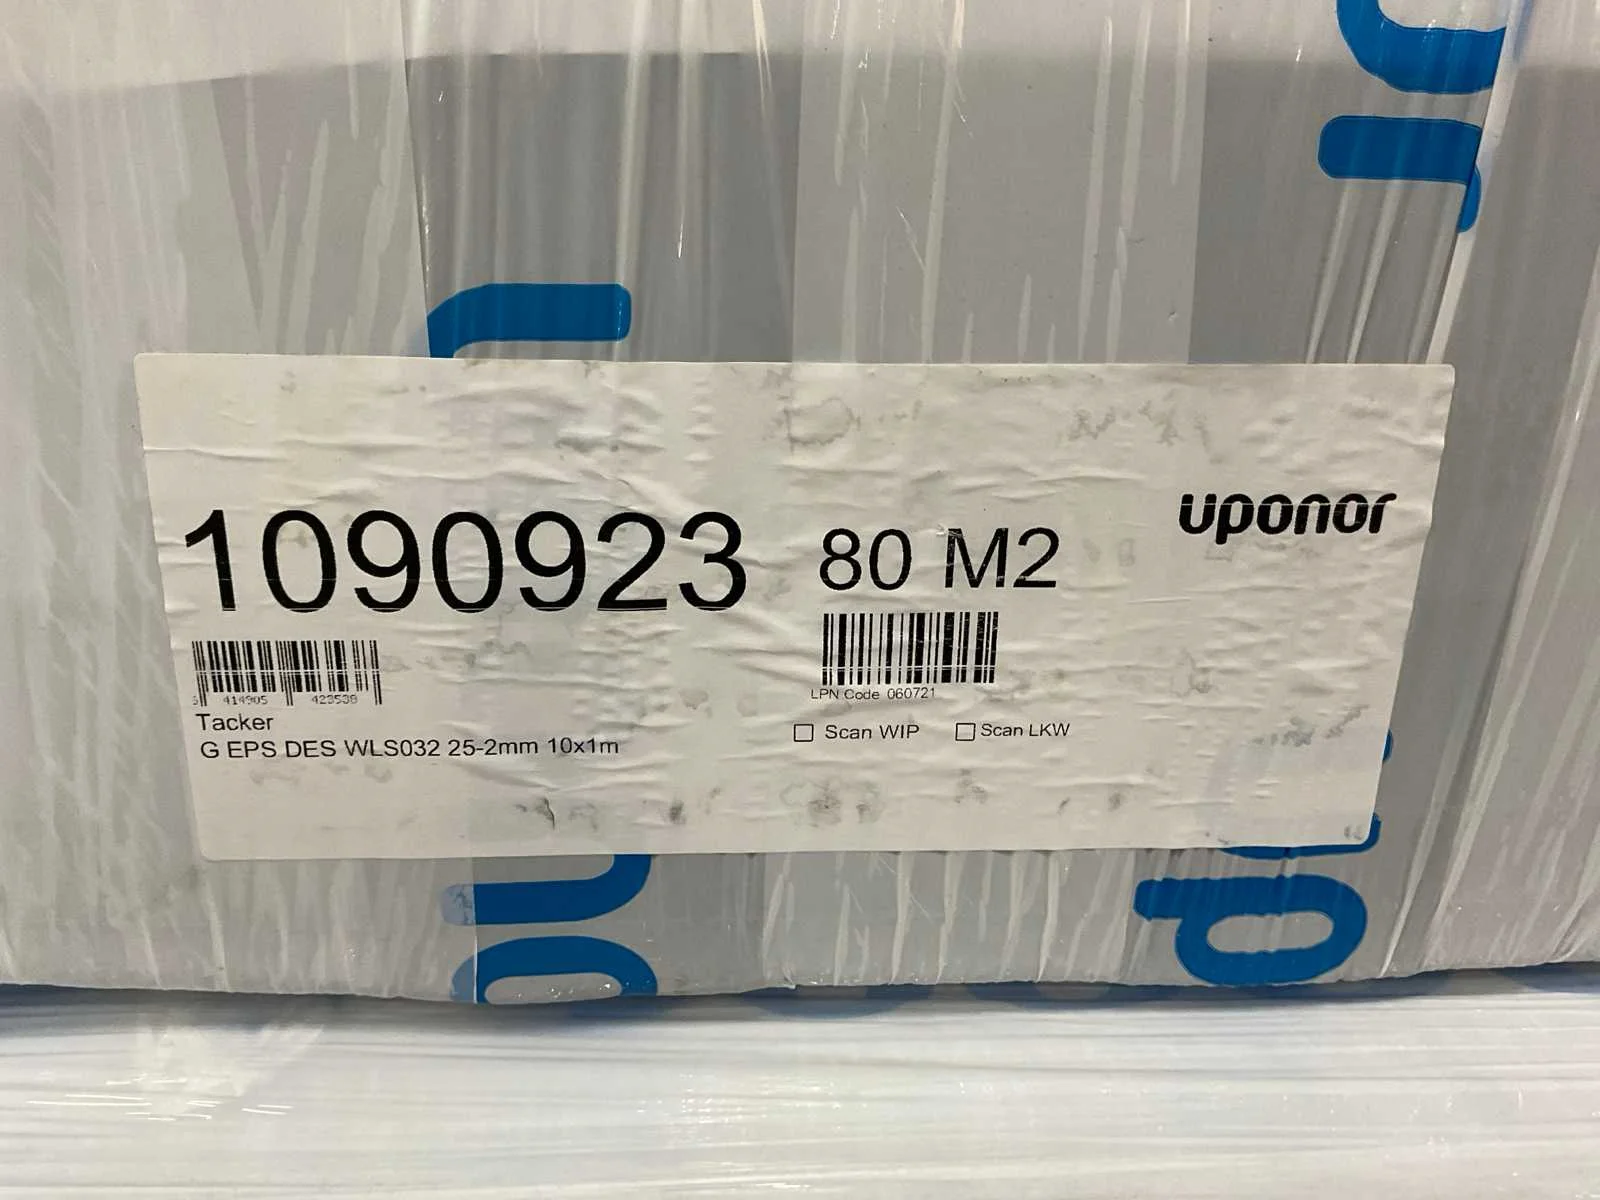 1090923
80 M2
uponor
6 414905 423538
LPN Code 060721
Tacker
G EPS DES WLS032 25-2mm 10x1m
Scan WIP
Scan LKW